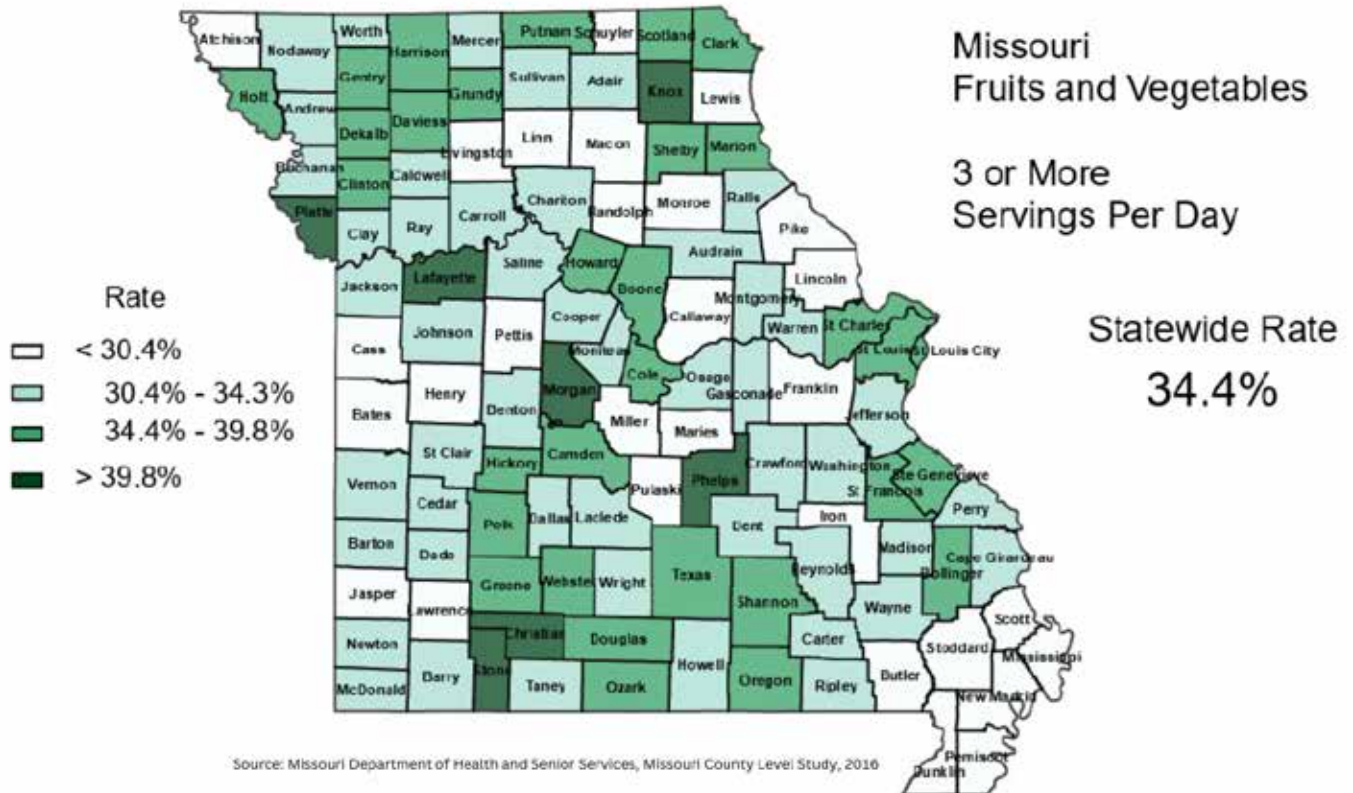 Missouri
Fruits and Vegetables
3 or More
Servings Per Day
Statewide Rate
34.4%
Rate
< 30.4%
30.4% - 34.3%
34.4% - 39.8%
> 39.8%
Atchison
Nodaway
Worth
Harrison
Mercer
Putnam
Schuyler
Scotland
Clark
Holt
Andrew
Gentry
Grundy
Sullivan
Adair
Knox
Lewis
Dekalb
Daviess
Livingston
Linn
Macon
Shelby
Marion
Buchanan
Clinton
Caldwell
Platte
Clay
Ray
Carroll
Chariton
Randolph
Monroe
Ralls
Pike
Audrain
Jackson
Lafayette
Saline
Howard
Boone
Callaway
Montgomery
Lincoln
Cass
Johnson
Pettis
Cooper
Moniteau
Warren
St Charles
St Louis
St Louis City
Bates
Henry
Benton
Morgan
Cole
Osage
Gasconade
Franklin
Jefferson
Miller
Maries
Vernon
St Clair
Hickory
Camden
Pulaski
Phelps
Crawford
Washington
St Francois
Ste Genevieve
Perry
Cedar
Polk
Dallas
Laclede
Dent
Iron
Barton
Dade
Madison
Cape Girardeau
Bollinger
Jasper
Greene
Webster
Wright
Texas
Reynolds
Shannon
Wayne
Lawrence
Christian
Douglas
Carter
Scott
Stoddard
Mississippi
Newton
Stone
Howell
Butler
McDonald
Barry
Taney
Ozark
Oregon
Ripley
New Madrid
Pemiscot
Dunklin
Source: Missouri Department of Health and Senior Services, Missouri County Level Study, 2016